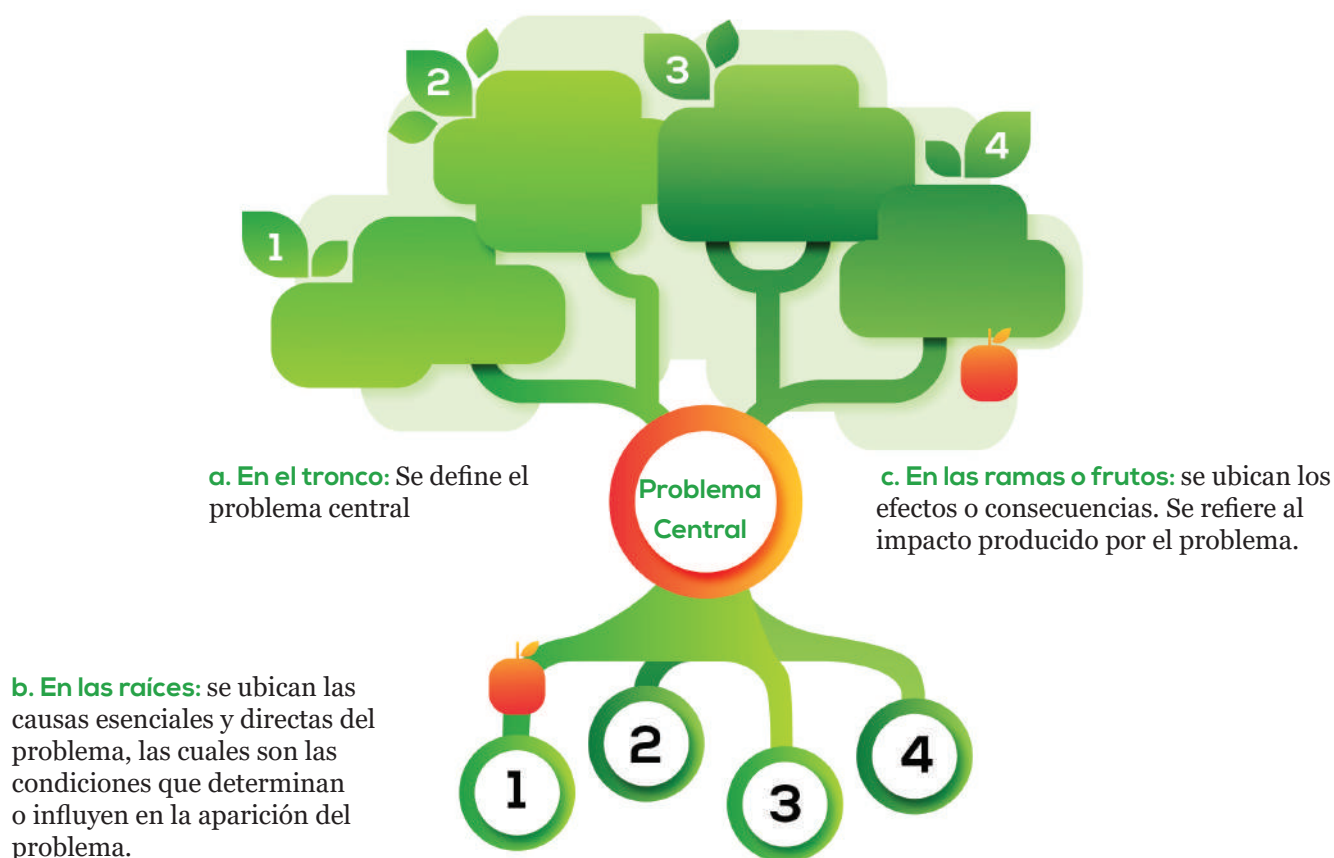 1
2
3
4
a. En el tronco: Se define el
problema central
Problema
Central
c. En las ramas o frutos: se ubican los
efectos o consecuencias. Se refiere al
impacto producido por el problema.
b. En las raíces: se ubican las
causas esenciales y directas del
problema, las cuales son las
condiciones que determinan
o influyen en la aparición del
problema.
1
2
3
4